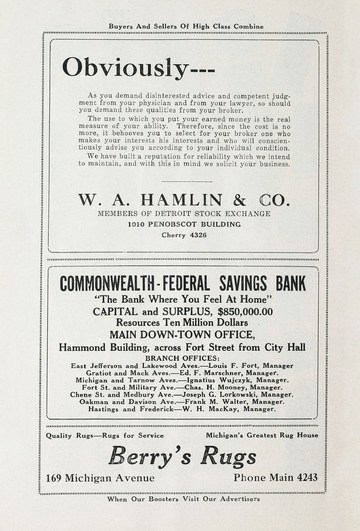 Buyers And Sellers Of High Class Combine
Obviously---
As you demand disinterested advice and competent judg-
ment from your physician and from your lawyer, so should
you demand these qualities from your broker.
The use to which you put your earned money is the real
measure of your ability. Therefore, since the cost is no
more, it behooves you to select for your broker one who
makes your interests his interests and who will conscien-
tiously advise you according to your individual condition.
We have built a reputation for reliability which we intend
to maintain, and with this in mind we solicit your business.
W. A. HAMLIN & CO.
MEMBERS OF DETROIT STOCK EXCHANGE
1010 PENOBSCOT BUILDING
Cherry 4326
COMMONWEALTH-FEDERAL SAVINGS BANK
"The Bank Where You Feel At Home"
CAPITAL and SURPLUS, $850,000.00
Resources Ten Million Dollars
MAIN DOWN-TOWN OFFICE,
Hammond Building, across Fort Street from City Hall
BRANCH OFFICES:
East Jefferson and Lakewood Aves.—Louis F. Fort, Manager
Gratiot and Mack Aves.—Ed. F. Marschner, Manager.
Michigan and Tarnow Aves.—Ignatius Wujczyk, Manager.
Fort St. and Military Ave.—Chas. H. Mooney, Manager.
Chene St. and Medbury Ave.—Joseph G. Lorkowski, Manager.
Oakman and Davison Ave.—Frank M. Walter, Manager.
Hastings and Frederick—W. H. MacKay, Manager.
Quality Rugs—Rugs for Service Michigan's Greatest Rug House
Berry's Rugs
169 Michigan Avenue Phone Main 4243
When Our Boosters Visit Our Advertisers